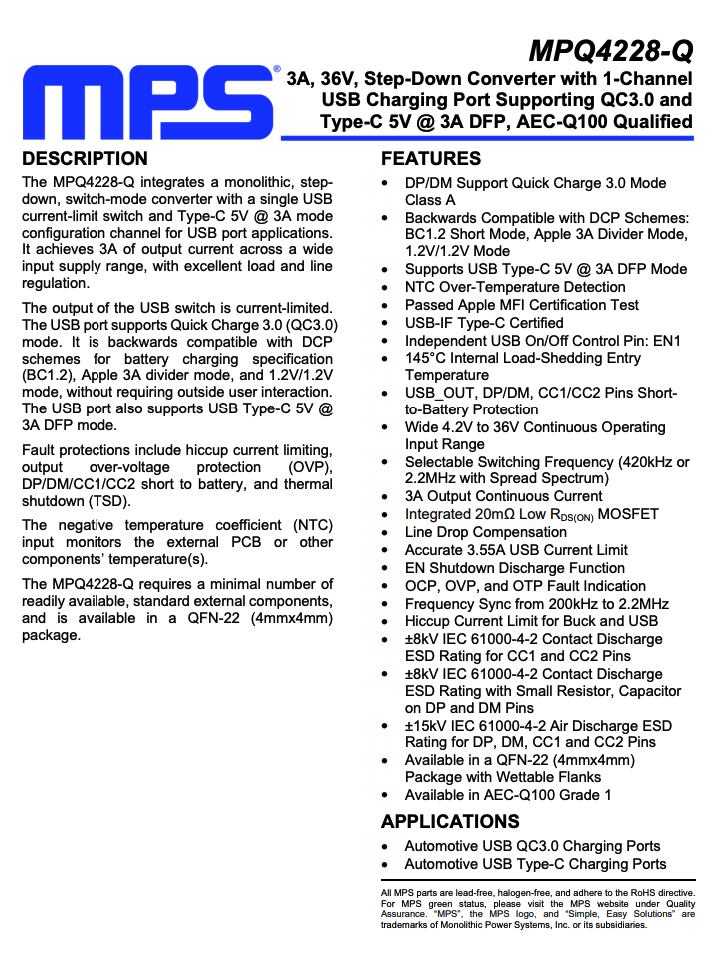 MPQ4228-Q
MPS®
3A, 36V, Step-Down Converter with 1-Channel
USB Charging Port Supporting QC3.0 and
Type-C 5V @ 3A DFP, AEC-Q100 Qualified
DESCRIPTION
The MPQ4228-Q integrates a monolithic, step-
down, switch-mode converter with a single USB
current-limit switch and Type-C 5V @ 3A mode
configuration channel for USB port applications.
It achieves 3A of output current across a wide
input supply range, with excellent load and line
regulation.
The output of the USB switch is current-limited.
The USB port supports Quick Charge 3.0 (QC3.0)
mode. It is backwards compatible with DCP
schemes for battery charging specification
(BC1.2), Apple 3A divider mode, and 1.2V/1.2V
mode, without requiring outside user interaction.
The USB port also supports USB Type-C 5V @
3A DFP mode.
Fault protections include hiccup current limiting,
output over-voltage protection (OVP),
DP/DM/CC1/CC2 short to battery, and thermal
shutdown (TSD).
The negative temperature coefficient (NTC)
input monitors the external PCB or other
components' temperature(s).
The MPQ4228-Q requires a minimal number of
readily available, standard external components,
and is available in a QFN-22 (4mmx4mm)
package.
FEATURES
• DP/DM Support Quick Charge 3.0 Mode
Class A
• Backwards Compatible with DCP Schemes:
BC1.2 Short Mode, Apple 3A Divider Mode,
1.2V/1.2V Mode
• Supports USB Type-C 5V @ 3A DFP Mode
• NTC Over-Temperature Detection
• Passed Apple MFI Certification Test
• USB-IF Type-C Certified
• Independent USB On/Off Control Pin: EN1
• 145°C Internal Load-Shedding Entry
Temperature
• USB_OUT, DP/DM, CC1/CC2 Pins Short-
to-Battery Protection
• Wide 4.2V to 36V Continuous Operating
Input Range
• Selectable Switching Frequency (420kHz or
2.2MHz with Spread Spectrum)
• 3A Output Continuous Current
• Integrated 20mΩ Low RDS(ON) MOSFET
• Line Drop Compensation
• Accurate 3.55A USB Current Limit
• EN Shutdown Discharge Function
• OCP, OVP, and OTP Fault Indication
• Frequency Sync from 200kHz to 2.2MHz
• Hiccup Current Limit for Buck and USB
• ±8kV IEC 61000-4-2 Contact Discharge
ESD Rating for CC1 and CC2 Pins
• ±8kV IEC 61000-4-2 Contact Discharge
ESD Rating with Small Resistor, Capacitor
on DP and DM Pins
• ±15kV IEC 61000-4-2 Air Discharge ESD
Rating for DP, DM, CC1 and CC2 Pins
• Available in a QFN-22 (4mmx4mm)
Package with Wettable Flanks
• Available in AEC-Q100 Grade 1
APPLICATIONS
• Automotive USB QC3.0 Charging Ports
• Automotive USB Type-C Charging Ports
All MPS parts are lead-free, halogen-free, and adhere to the RoHS directive.
For MPS green status, please visit the MPS website under Quality
Assurance. “MPS”, the MPS logo, and “Simple, Easy Solutions” are
trademarks of Monolithic Power Systems, Inc. or its subsidiaries.